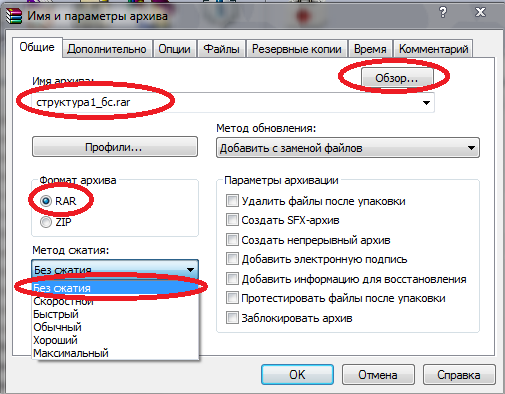 Имя и параметры архива
?
Общие Дополнительно Опции Файлы Резервные копии Время Комментарий
Имя архива:
Обзор...
структура1_бс.rar
Метод обновления:
Профили...
Добавить с заменой файлов
Формат архива
Параметры архивации
RAR
Удалить файлы после упаковки
ZIP
Создать SFX-архив
Создать непрерывный архив
Метод сжатия:
Добавить электронную подпись
Без сжатия
Добавить информацию для восстановления
Без сжатия
Протестировать файлы после упаковки
Скоростной
Быстрый
Заблокировать архив
Обычный
Хороший
Максимальный
OK Отмена Справка